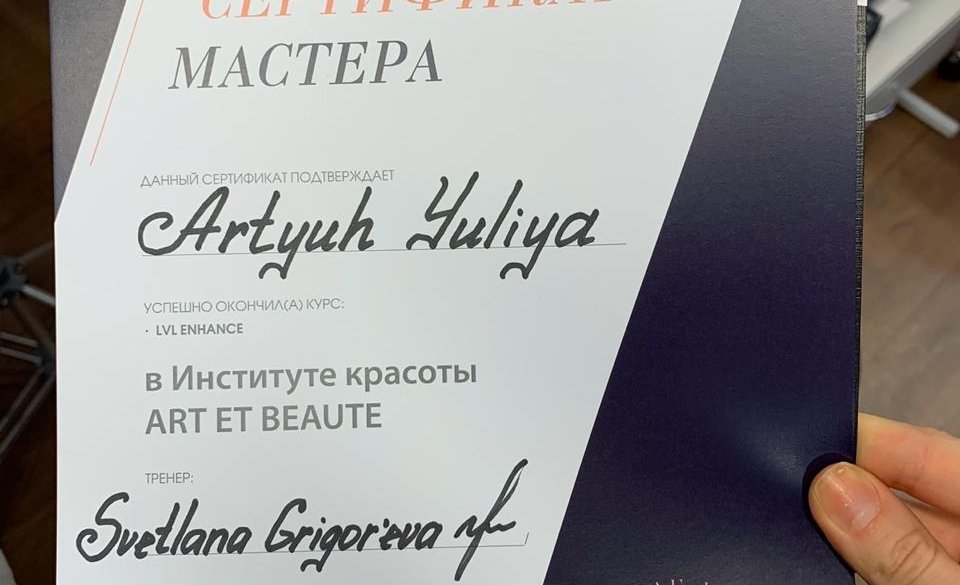 СЕРТИФИКАТ
МАСТЕРА
ДАННЫЙ СЕРТИФИКАТ ПОДТВЕРЖДАЕТ
Artyuh Yuliya
УСПЕШНО ОКОНЧИЛ(А) КУРС:
· LVL ENHANCE
в Институте красоты
ART ET BEAUTE
ТРЕНЕР:
Svetlana Grigor'eva